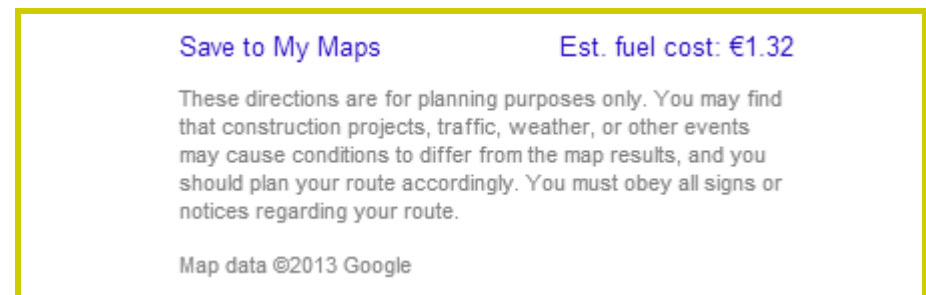 Save to My Maps Est. fuel cost: €1.32
These directions are for planning purposes only. You may find
that construction projects, traffic, weather, or other events
may cause conditions to differ from the map results, and you
should plan your route accordingly. You must obey all signs or
notices regarding your route.
Map data ©2013 Google